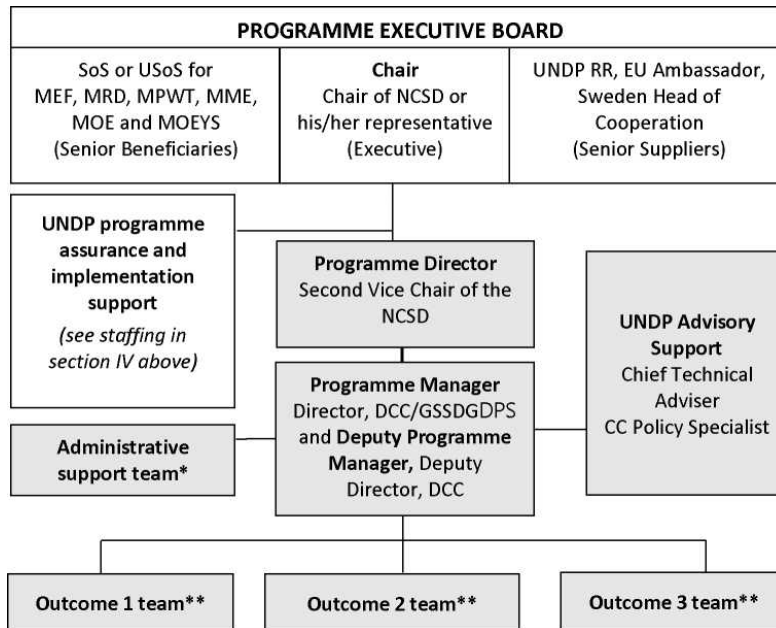 PROGRAMME EXECUTIVE BOARD
SoS or USoS for
MEF, MRD, MPWT, MME,
MOE and MOEYS
(Senior Beneficiaries)
Chair
Chair of NCSD or
his/her representative
(Executive)
UNDP RR, EU Ambassador,
Sweden Head of
Cooperation
(Senior Suppliers)
UNDP programme
assurance and
implementation
support
(see staffing in
section IV above)
Programme Director
Second Vice Chair of the
NCSD
UNDP Advisory
Support
Chief Technical
Adviser
CC Policy Specialist
Programme Manager
Director, DCC/GSSDGDPS
and Deputy Programme
Manager, Deputy
Director, DCC
Administrative
support team*
Outcome 1 team**
Outcome 2 team**
Outcome 3 team**